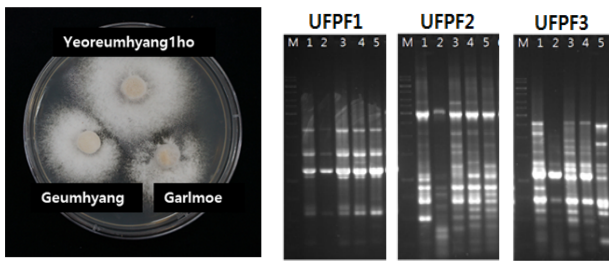 Yeoreumhyang1ho
Geumhyang
Garlmoe
UFPF1
UFPF2
UFPF3
M 1 2 3 4 5
M 1 2 3 4 5
M 1 2 3 4 5